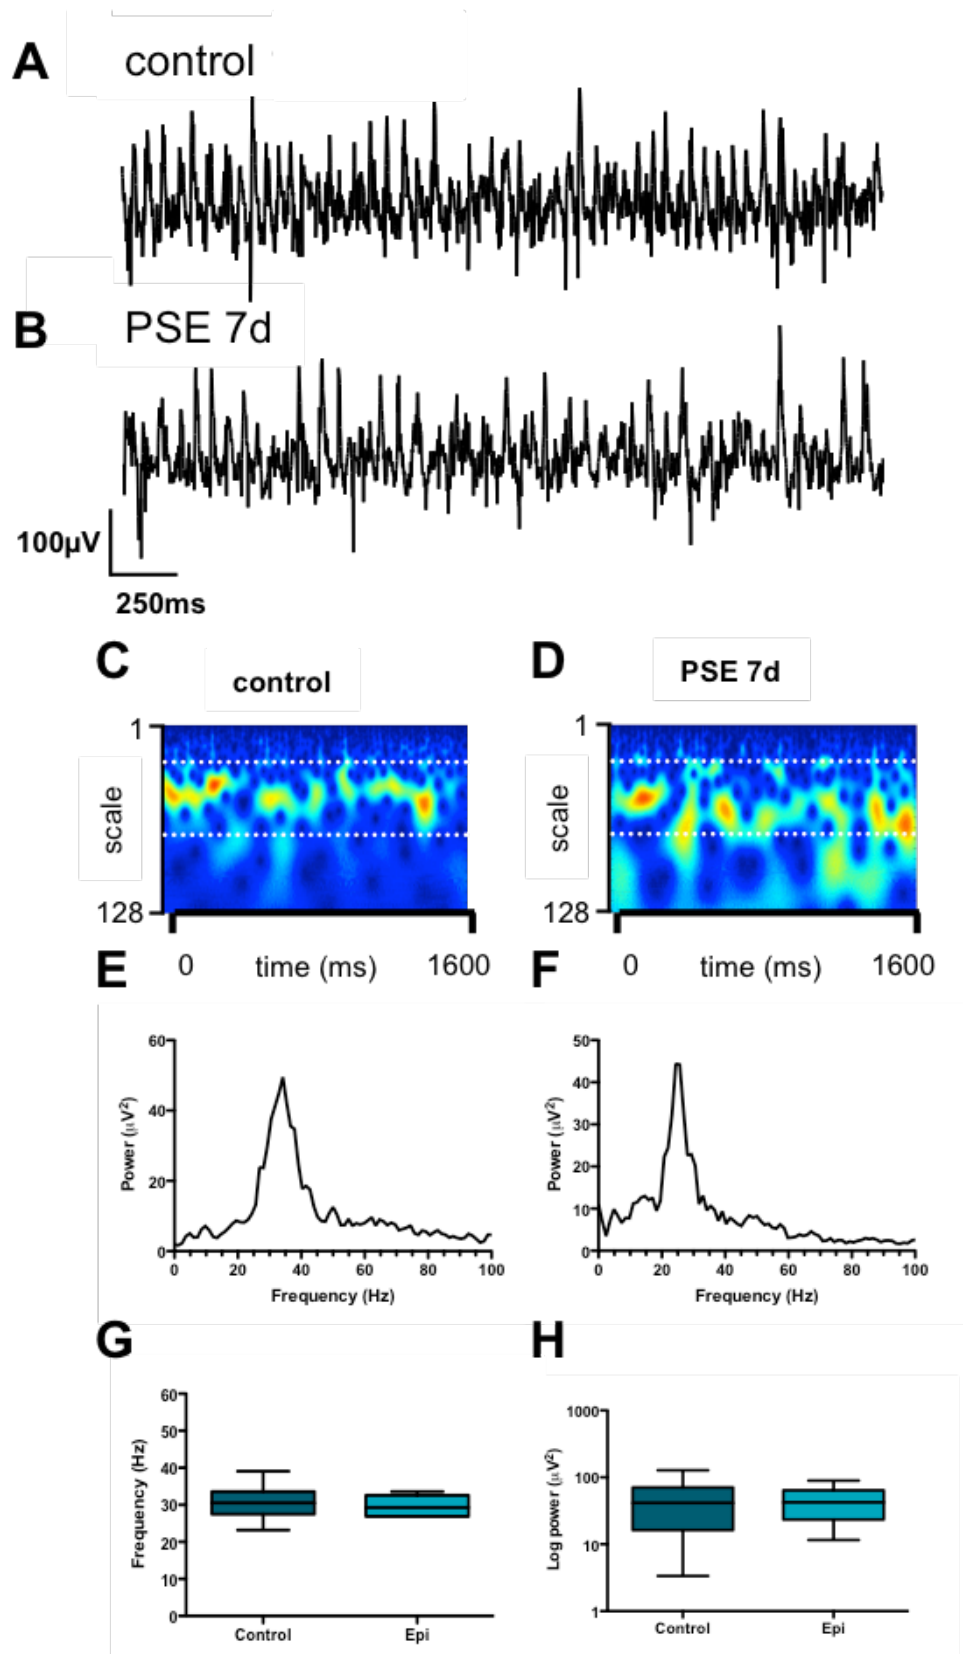 A
control
B
PSE 7d
100µV
250ms
C
control
D
PSE 7d
1
scale
128
0 time (ms) 1600
1
scale
128
0 time (ms) 1600
E
60
40
20
0
Power (µV²)
0 20 40 60 80 100
Frequency (Hz)
F
50
40
30
20
10
0
Power (µV²)
0 20 40 60 80 100
Frequency (Hz)
G
60
50
40
30
20
10
0
Frequency (Hz)
Control Epi
H
1000
100
10
1
Log power (µV²)
Control Epi